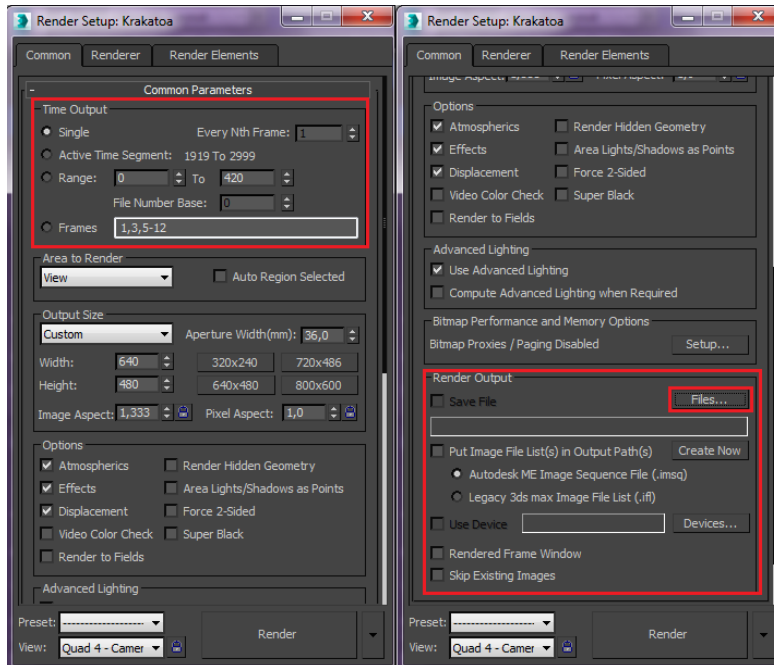 Render Setup: Krakatoa
Common Renderer Render Elements
- Common Parameters
Time Output
Single Every Nth Frame: 1
Active Time Segment: 1919 To 2999
Range: 0 To 420
File Number Base: 0
Frames 1,3,5-12
Area to Render
View Auto Region Selected
Output Size
Custom Aperture Width(mm): 36,0
Width: 640 320x240 720x486
Height: 480 640x480 800x600
Image Aspect: 1,333 Pixel Aspect: 1,0
Options
Atmospherics Render Hidden Geometry
Effects Area Lights/Shadows as Points
Displacement Force 2-Sided
Video Color Check Super Black
Render to Fields
Advanced Lighting
Preset: --------------------
View: Quad 4 - Camer Render
Render Setup: Krakatoa
Common Renderer Render Elements
Image Aspect: 1,333 Pixel Aspect: 1,0
Options
Atmospherics Render Hidden Geometry
Effects Area Lights/Shadows as Points
Displacement Force 2-Sided
Video Color Check Super Black
Render to Fields
Advanced Lighting
Use Advanced Lighting
Compute Advanced Lighting when Required
Bitmap Performance and Memory Options
Bitmap Proxies / Paging Disabled Setup...
Render Output
Save File Files...
Put Image File List(s) in Output Path(s) Create Now
Autodesk ME Image Sequence File (.imsq)
Legacy 3ds max Image File List (.ifl)
Use Device Devices...
Rendered Frame Window
Skip Existing Images
Preset: --------------------
View: Quad 4 - Camer Render